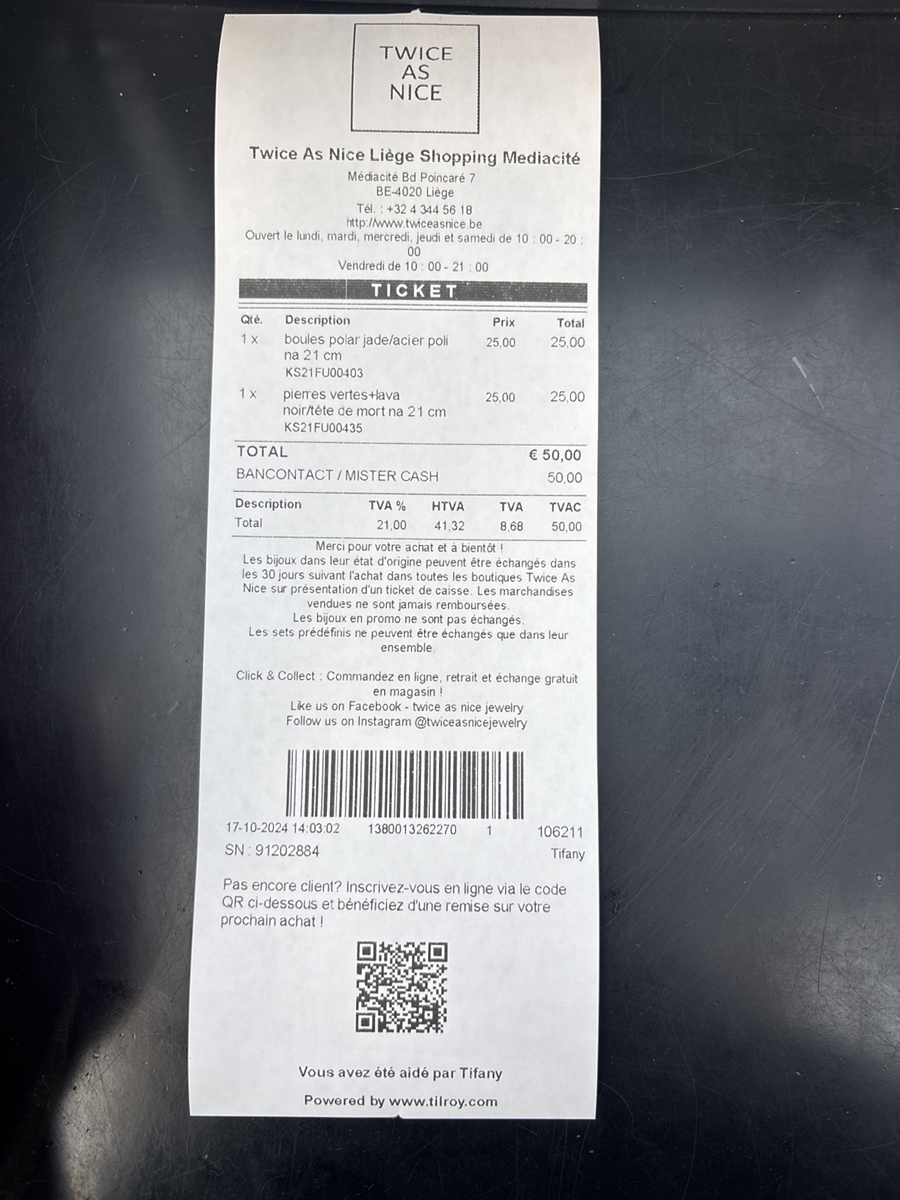 TWICE
AS
NICE
Twice As Nice Liège Shopping Mediacité
Médiacité Bd Poincaré 7
BE-4020 Liège
Tél. : +32 4 344 56 18
http://www.twiceasnice.be
Ouvert le lundi, mardi, mercredi, jeudi et samedi de 10 : 00 - 20 :
00
Vendredi de 10 : 00 - 21 : 00
TICKET
Qté. Description Prix Total
1 x boules polar jade/acier poli 25,00 25,00
na 21 cm
KS21FU00403
1 x pierres vertes+lava 25,00 25,00
noir/tête de mort na 21 cm
KS21FU00435
TOTAL € 50,00
BANCONTACT / MISTER CASH 50,00
Description TVA % HTVA TVA TVAC
Total 21,00 41,32 8,68 50,00
Merci pour votre achat et à bientôt !
Les bijoux dans leur état d'origine peuvent être échangés dans
les 30 jours suivant l'achat dans toutes les boutiques Twice As
Nice sur présentation d'un ticket de caisse. Les marchandises
vendues ne sont jamais remboursées.
Les bijoux en promo ne sont pas échangés.
Les sets prédéfinis ne peuvent être échangés que dans leur
ensemble.
Click & Collect : Commandez en ligne, retrait et échange gratuit
en magasin !
Like us on Facebook - twice as nice jewelry
Follow us on Instagram @twiceasnicejewelry
17-10-2024 14:03:02 1380013262270 1 106211
SN : 91202884 Tifany
Pas encore client? Inscrivez-vous en ligne via le code
QR ci-dessous et bénéficiez d'une remise sur votre
prochain achat !
Vous avez été aidé par Tifany
Powered by www.tilroy.com